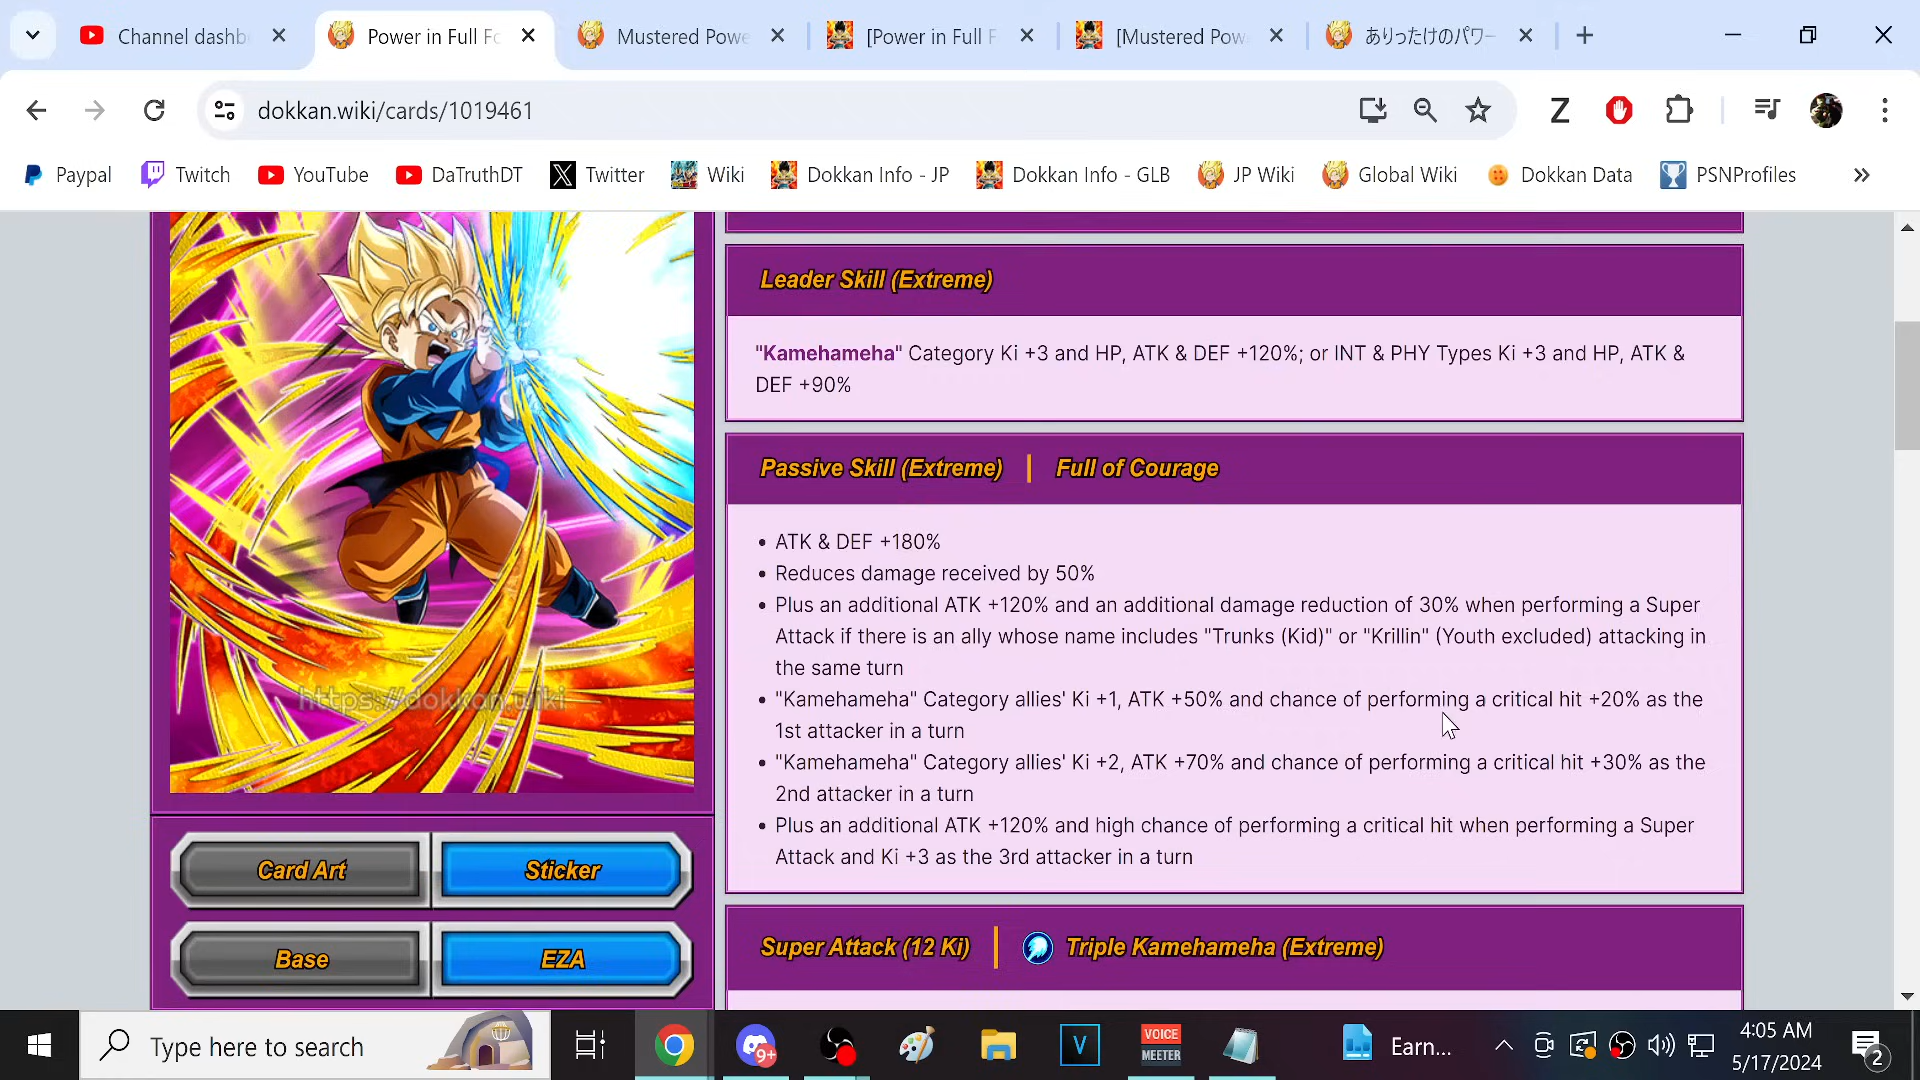 Channel dashb
Power in Full Fo
Mustered Powe
[Power in Full F
[Mustered Pow
ありったけのパワー
dokkan.wiki/cards/1019461
Paypal
Twitch
YouTube
DaTruthDT
Twitter
Wiki
Dokkan Info - JP
Dokkan Info - GLB
JP Wiki
Global Wiki
Dokkan Data
PSNProfiles
Leader Skill (Extreme)
"Kamehameha" Category Ki +3 and HP, ATK & DEF +120%; or INT & PHY Types Ki +3 and HP, ATK &
DEF +90%
Passive Skill (Extreme) | Full of Courage
• ATK & DEF +180%
• Reduces damage received by 50%
• Plus an additional ATK +120% and an additional damage reduction of 30% when performing a Super
Attack if there is an ally whose name includes "Trunks (Kid)" or "Krillin" (Youth excluded) attacking in
the same turn
• "Kamehameha" Category allies' Ki +1, ATK +50% and chance of performing a critical hit +20% as the
1st attacker in a turn
• "Kamehameha" Category allies' Ki +2, ATK +70% and chance of performing a critical hit +30% as the
2nd attacker in a turn
• Plus an additional ATK +120% and high chance of performing a critical hit when performing a Super
Attack and Ki +3 as the 3rd attacker in a turn
https://dokkan.wiki
Card Art
Sticker
Base
EZA
Super Attack (12 Ki) | Triple Kamehameha (Extreme)
Type here to search
9+
V
VOICE
MEETER
Earn...
4:05 AM
5/17/2024
2